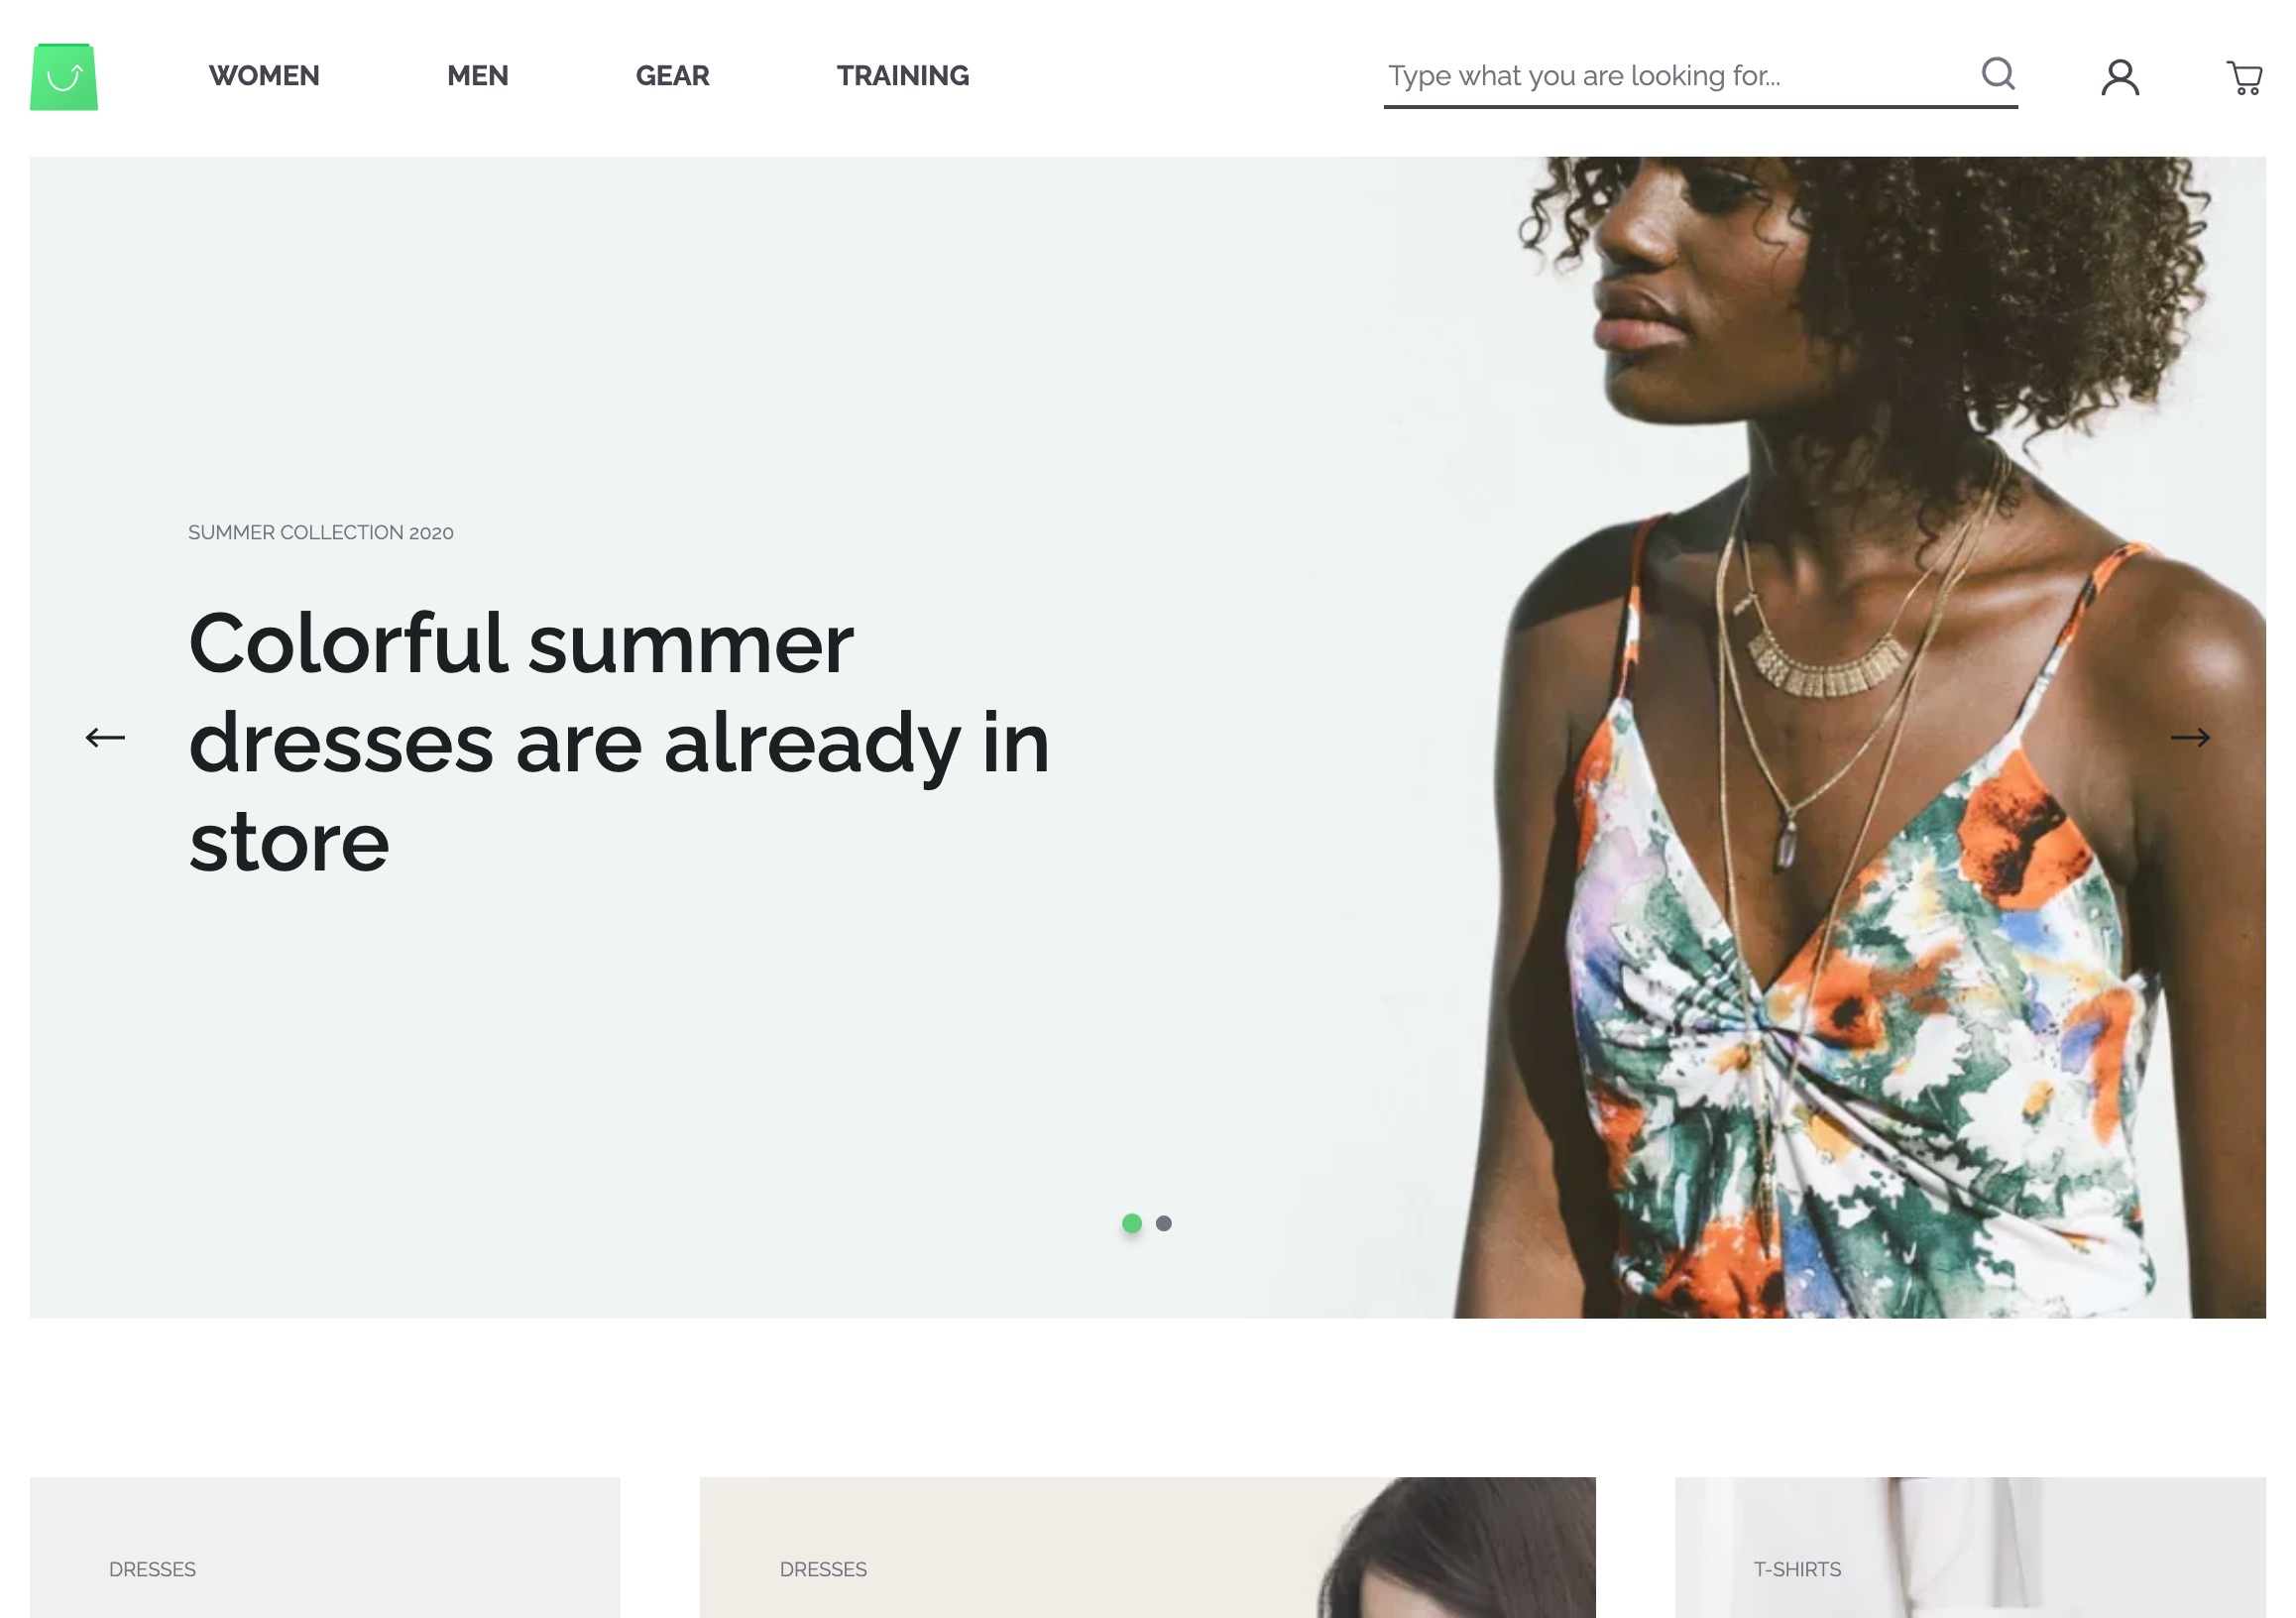 WOMEN
MEN
GEAR
TRAINING
Type what you are looking for...
SUMMER COLLECTION 2020
Colorful summer
dresses are already in
store
DRESSES
DRESSES
T-SHIRTS